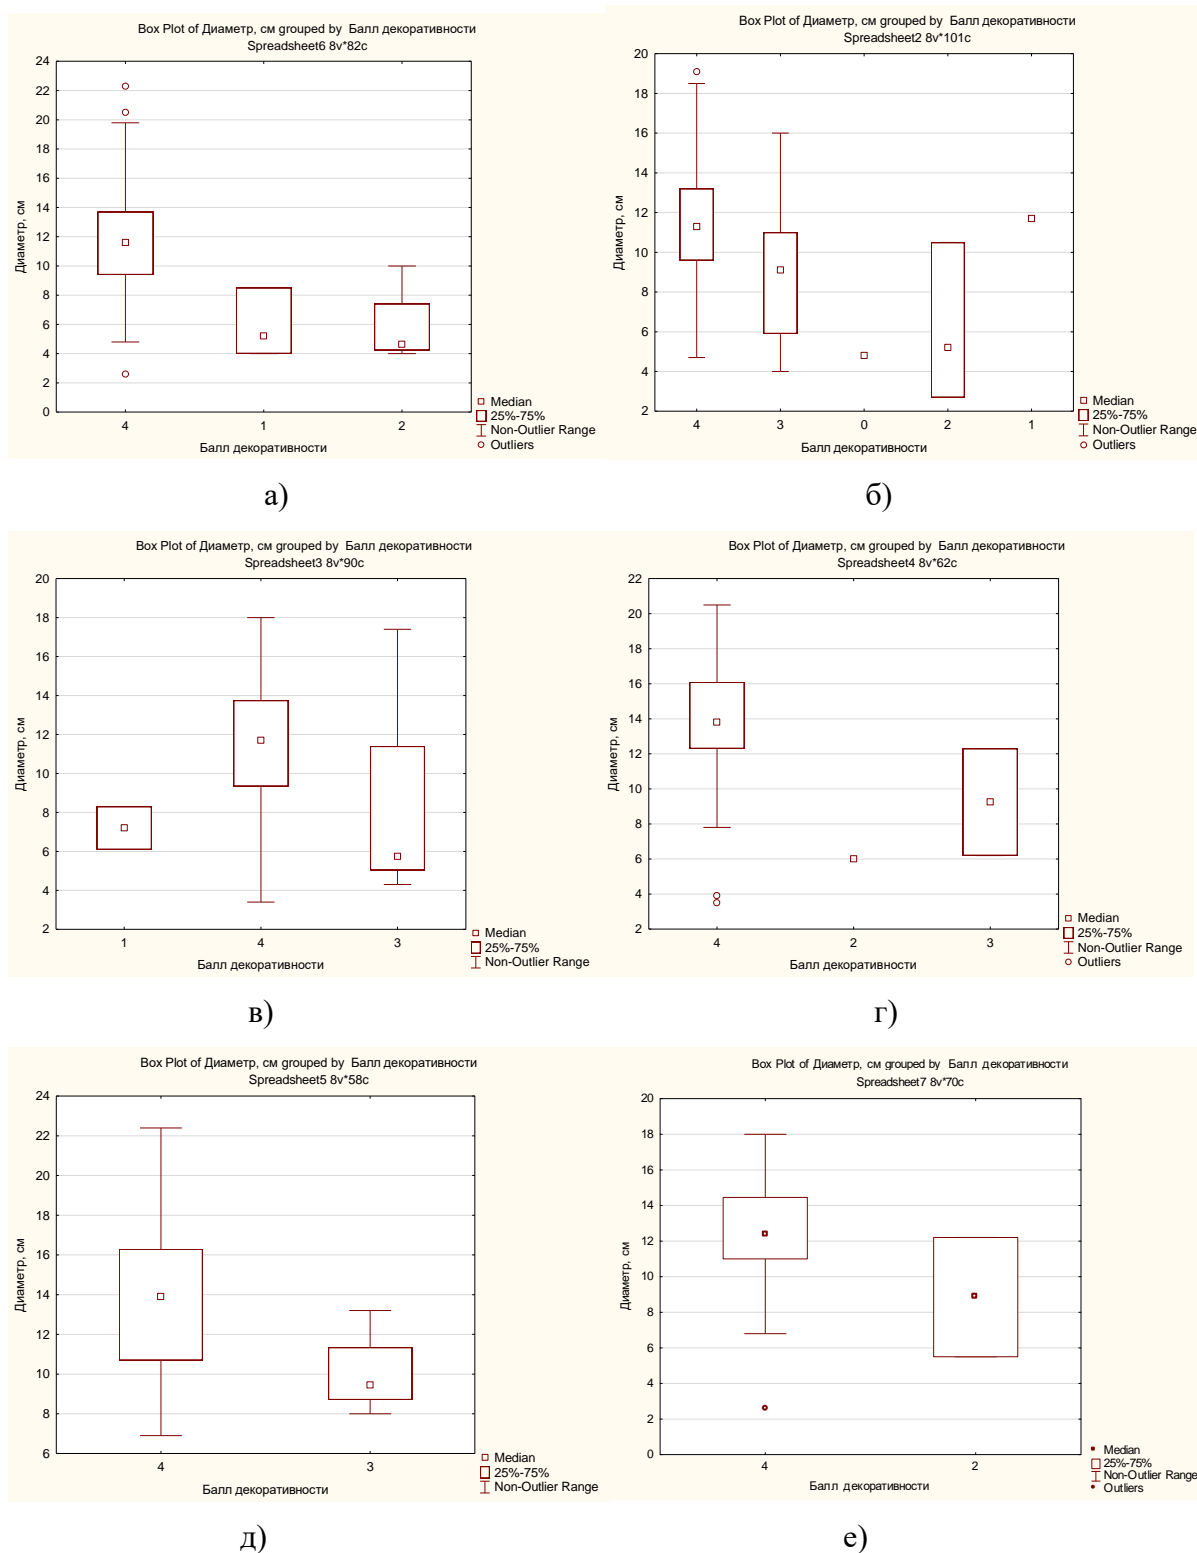 Box Plot of Диаметр, см grouped by Балл декоративности
Spreadsheet6 8v*82c
24
22
20
18
16
14
12
10
8
6
4
2
0
Диаметр, см
4 1 2
Балл декоративности
Median
25%-75%
Non-Outlier Range
Outliers
а)
Box Plot of Диаметр, см grouped by Балл декоративности
Spreadsheet2 8v*101c
20
18
16
14
12
10
8
6
4
2
Диаметр, см
4 3 0 2 1
Балл декоративности
Median
25%-75%
Non-Outlier Range
Outliers
б)
Box Plot of Диаметр, см grouped by Балл декоративности
Spreadsheet3 8v*90c
20
18
16
14
12
10
8
6
4
2
Диаметр, см
1 4 3
Балл декоративности
Median
25%-75%
Non-Outlier Range
в)
Box Plot of Диаметр, см grouped by Балл декоративности
Spreadsheet4 8v*62c
22
20
18
16
14
12
10
8
6
4
2
Диаметр, см
4 2 3
Балл декоративности
Median
25%-75%
Non-Outlier Range
Outliers
г)
Box Plot of Диаметр, см grouped by Балл декоративности
Spreadsheet5 8v*58c
24
22
20
18
16
14
12
10
8
6
Диаметр, см
4 3
Балл декоративности
Median
25%-75%
Non-Outlier Range
д)
Box Plot of Диаметр, см grouped by Балл декоративности
Spreadsheet7 8v*70c
20
18
16
14
12
10
8
6
4
2
0
Диаметр, см
4 2
Балл декоративности
Median
25%-75%
Non-Outlier Range
Outliers
е)